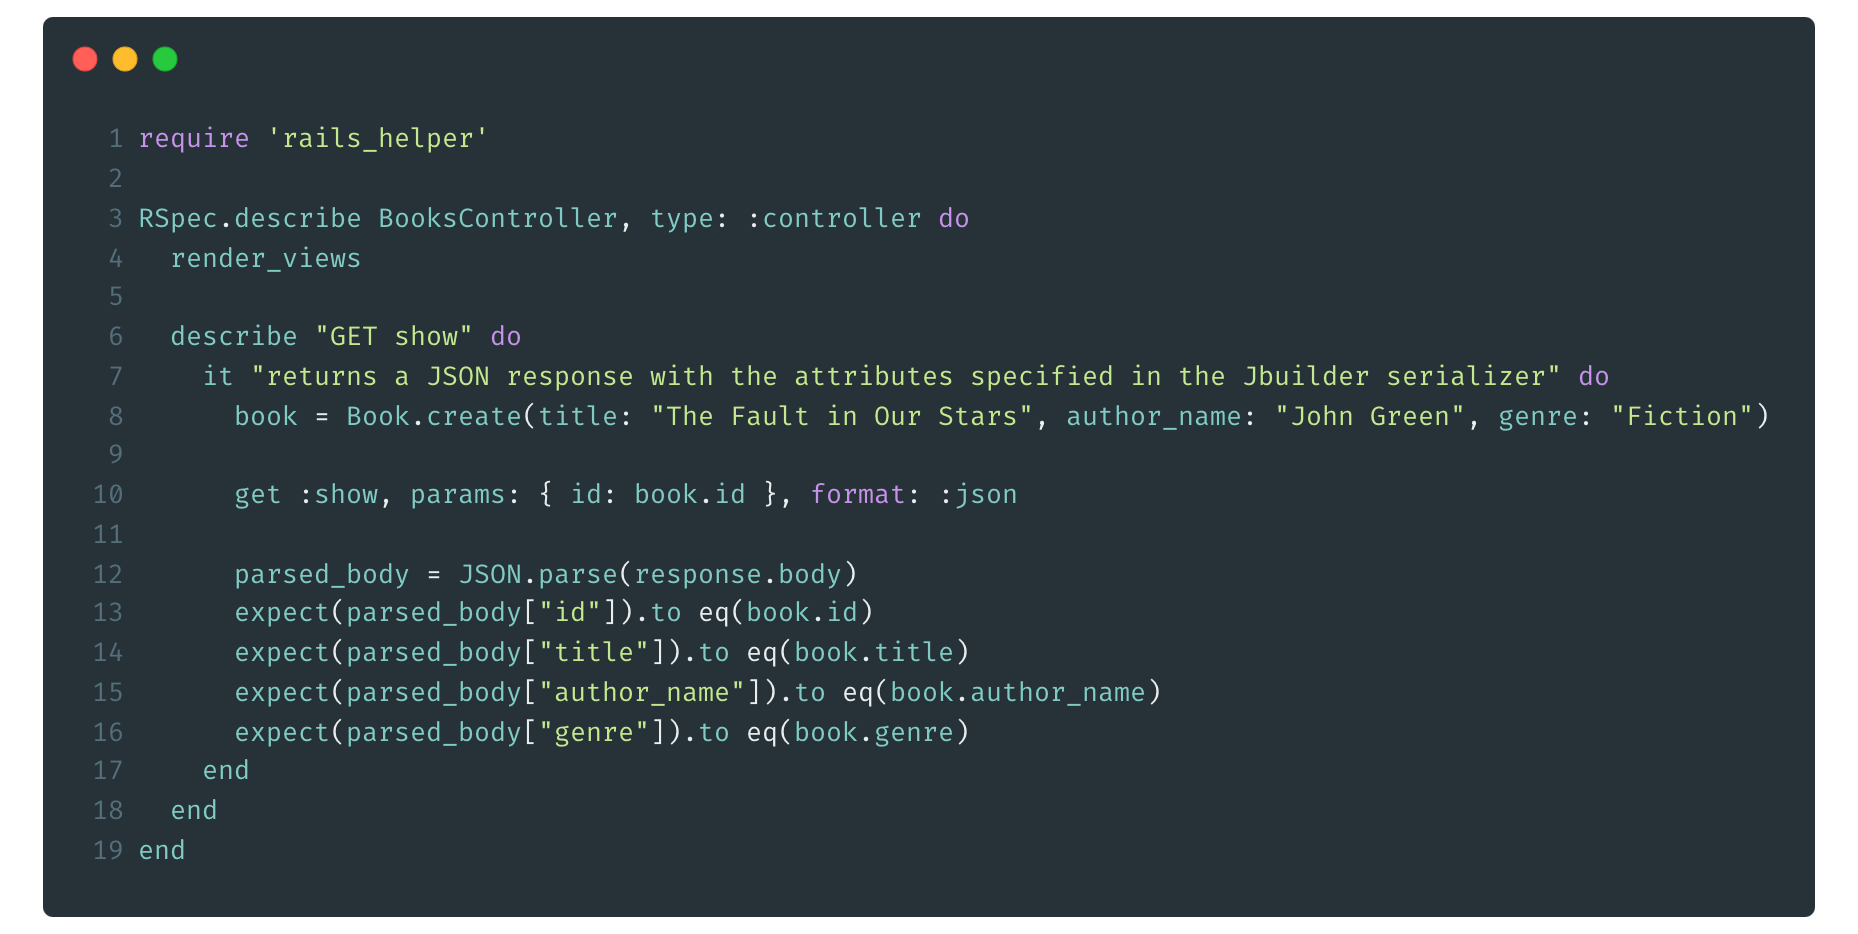 1 require 'rails_helper'
2
3 RSpec.describe BooksController, type: :controller do
4   render_views
5
6   describe "GET show" do
7     it "returns a JSON response with the attributes specified in the Jbuilder serializer" do
8       book = Book.create(title: "The Fault in Our Stars", author_name: "John Green", genre: "Fiction")
9
10       get :show, params: { id: book.id }, format: :json
11
12       parsed_body = JSON.parse(response.body)
13       expect(parsed_body["id"]).to eq(book.id)
14       expect(parsed_body["title"]).to eq(book.title)
15       expect(parsed_body["author_name"]).to eq(book.author_name)
16       expect(parsed_body["genre"]).to eq(book.genre)
17     end
18   end
19 end